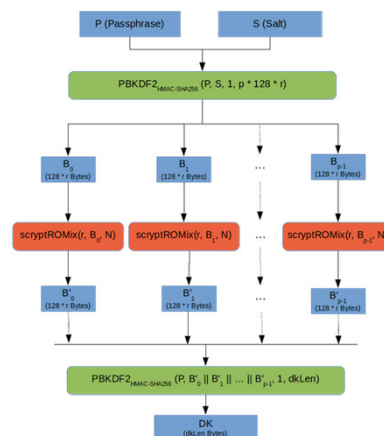 P (Passphrase) S (Salt)
PBKDF2HMAC-SHA256 (P, S, 1, p * 128 * r)
B0 B1 ... Bp-1
(128 * r Bytes) (128 * r Bytes) (128 * r Bytes)
scryptROMix(r, B0, N) scryptROMix(r, B1, N) ... scryptROMix(r, Bp-1, N)
B'0 B'1 ... B'p-1
(128 * r Bytes) (128 * r Bytes) (128 * r Bytes)
PBKDF2HMAC-SHA256 (P, B'0 || B'1 || ... || B'p-1, 1, dkLen)
DK
(dkLen Bytes)